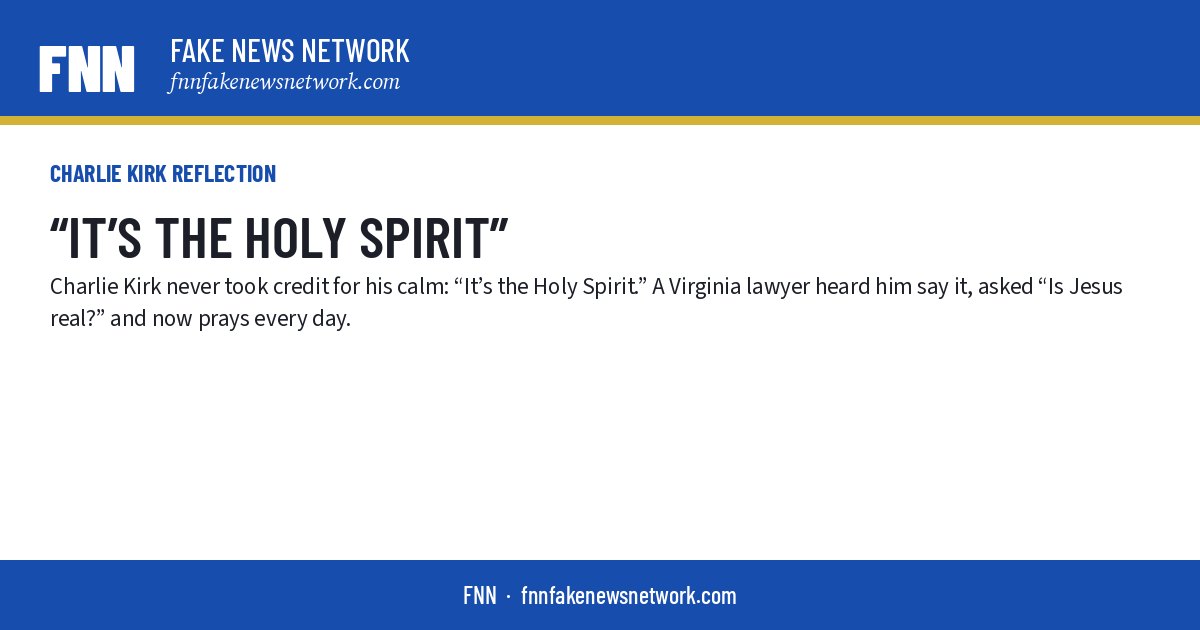 FNN
FAKE NEWS NETWORK
fnnfakenewsnetwork.com
CHARLIE KIRK REFLECTION
“IT’S THE HOLY SPIRIT”
Charlie Kirk never took credit for his calm: “It’s the Holy Spirit.” A Virginia lawyer heard him say it, asked “Is Jesus
real?” and now prays every day.
FNN · fnnfakenewsnetwork.com